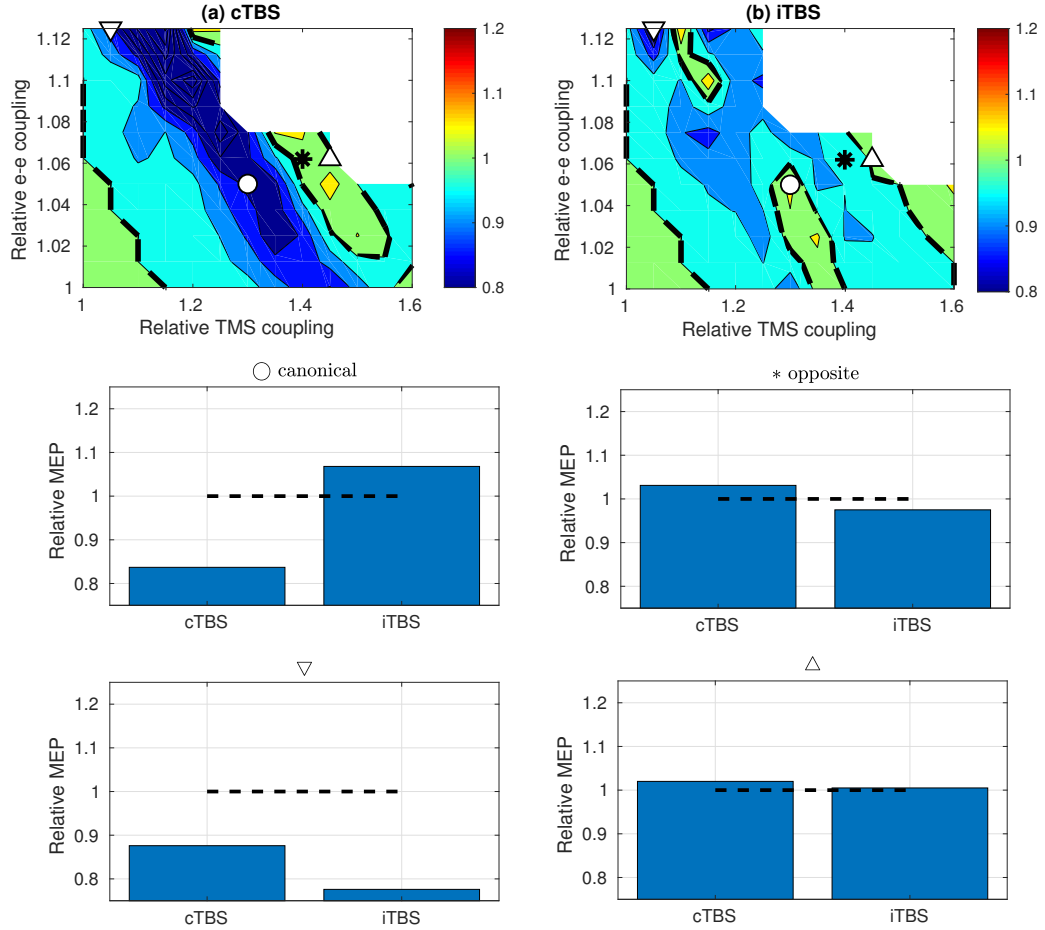 (a) cTBS
(b) iTBS
Relative e-e coupling
1.12
1.1
1.08
1.06
1.04
1.02
1
1
1.2
1.4
1.6
Relative TMS coupling
1.2
1.1
1
0.9
0.8
Relative e-e coupling
1.12
1.1
1.08
1.06
1.04
1.02
1
1
1.2
1.4
1.6
Relative TMS coupling
1.2
1.1
1
0.9
0.8
○ canonical
Relative MEP
1.2
1.1
1
0.9
0.8
cTBS
iTBS
* opposite
Relative MEP
1.2
1.1
1
0.9
0.8
cTBS
iTBS
▽
Relative MEP
1.2
1.1
1
0.9
0.8
cTBS
iTBS
△
Relative MEP
1.2
1.1
1
0.9
0.8
cTBS
iTBS